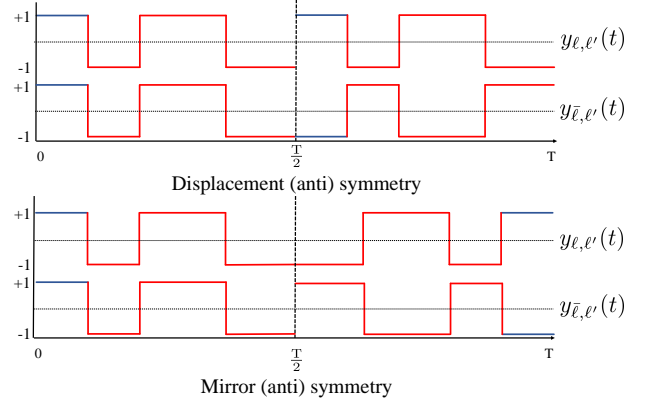 +1
y_{ℓ,ℓ'}(t)
-1
+1
y_{ℓ̄,ℓ'}(t)
-1
0 T/2 T
Displacement (anti) symmetry
+1
y_{ℓ,ℓ'}(t)
-1
+1
y_{ℓ̄,ℓ'}(t)
-1
0 T/2 T
Mirror (anti) symmetry